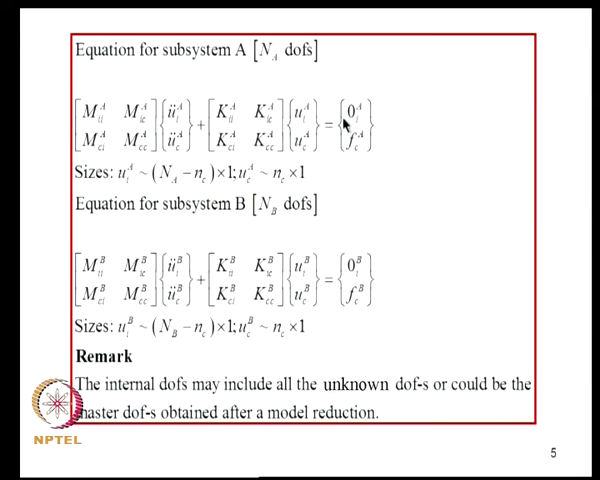 Equation for subsystem A [N_A dofs]
[M_ii^A M_ic^A; M_ci^A M_cc^A]{ü_i^A; ü_c^A} + [K_ii^A K_ic^A; K_ci^A K_cc^A]{u_i^A; u_c^A} = {0_i^A; f_c^A}
Sizes: u_i^A ~ (N_A − n_c)×1; u_c^A ~ n_c×1
Equation for subsystem B [N_B dofs]
[M_ii^B M_ic^B; M_ci^B M_cc^B]{ü_i^B; ü_c^B} + [K_ii^B K_ic^B; K_ci^B K_cc^B]{u_i^B; u_c^B} = {0_i^B; f_c^B}
Sizes: u_i^B ~ (N_B − n_c)×1; u_c^B ~ n_c×1
Remark
The internal dofs may include all the unknown dof-s or could be the
master dof-s obtained after a model reduction.
NPTEL
5